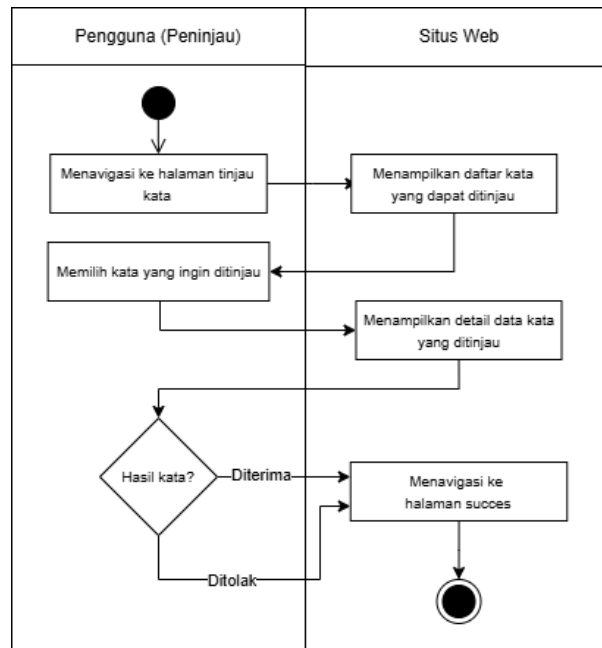 Pengguna (Peninjau)
Situs Web
Menavigasi ke halaman tinjau
kata
Menampilkan daftar kata
yang dapat ditinjau
Memilih kata yang ingin ditinjau
Menampilkan detail data kata
yang ditinjau
Hasil kata?
Diterima
Menavigasi ke
halaman succes
Ditolak